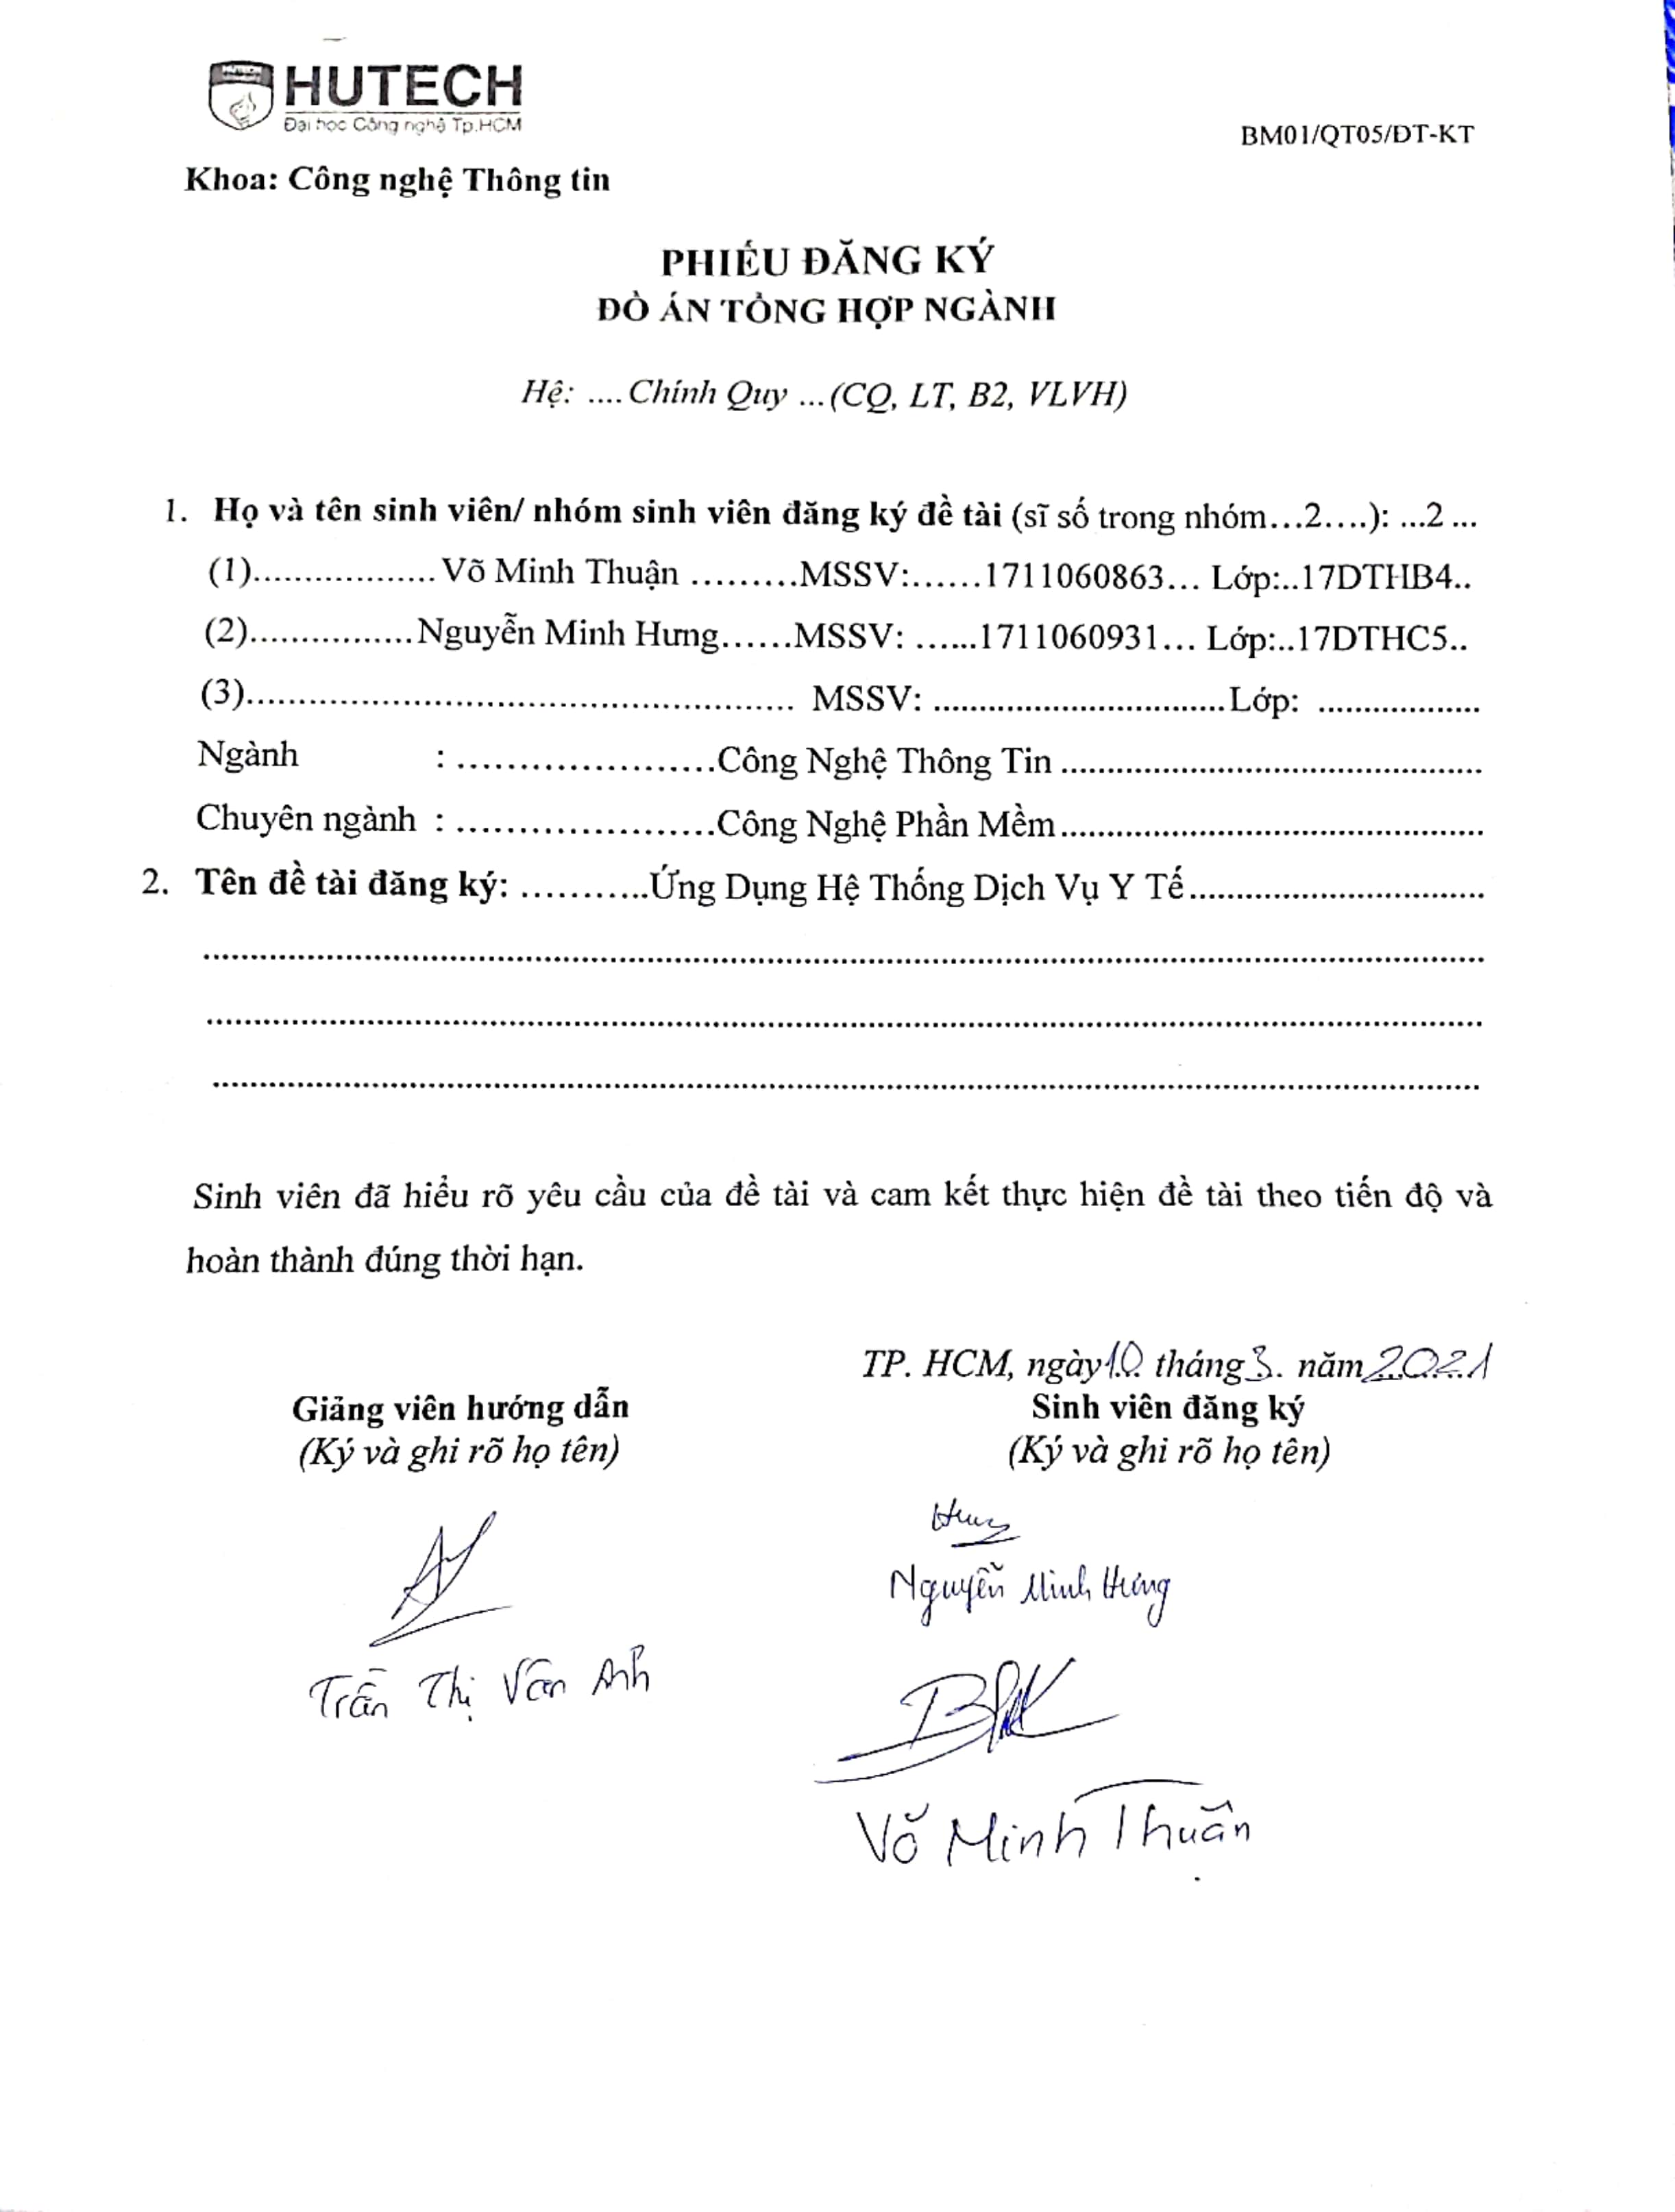 HUTECH
Đại học Công nghệ Tp.HCM
BM01/QT05/ĐT-KT
Khoa: Công nghệ Thông tin
PHIẾU ĐĂNG KÝ
ĐỒ ÁN TỔNG HỢP NGÀNH
Hệ: ....Chính Quy ...(CQ, LT, B2, VLVH)
1. Họ và tên sinh viên/ nhóm sinh viên đăng ký đề tài (sĩ số trong nhóm...2....): ...2 ...
(1)..................Võ Minh Thuận .........MSSV:......1711060863... Lớp:..17DTHB4..
(2)................Nguyễn Minh Hưng......MSSV: ......1711060931... Lớp:..17DTHC5..
(3)...................................................... MSSV: ...............................Lớp: ..................
Ngành : ......................Công Nghệ Thông Tin .............................................
Chuyên ngành : ......................Công Nghệ Phần Mềm.............................................
2. Tên đề tài đăng ký: ...........Ứng Dụng Hệ Thống Dịch Vụ Y Tế...............................
Sinh viên đã hiểu rõ yêu cầu của đề tài và cam kết thực hiện đề tài theo tiến độ và
hoàn thành đúng thời hạn.
TP. HCM, ngày 10 tháng 3. năm 2021
Giảng viên hướng dẫn
Sinh viên đăng ký
(Ký và ghi rõ họ tên)
(Ký và ghi rõ họ tên)
Hưng
Nguyễn Minh Hưng
Trần Thị Vân Anh
Võ Minh Thuận